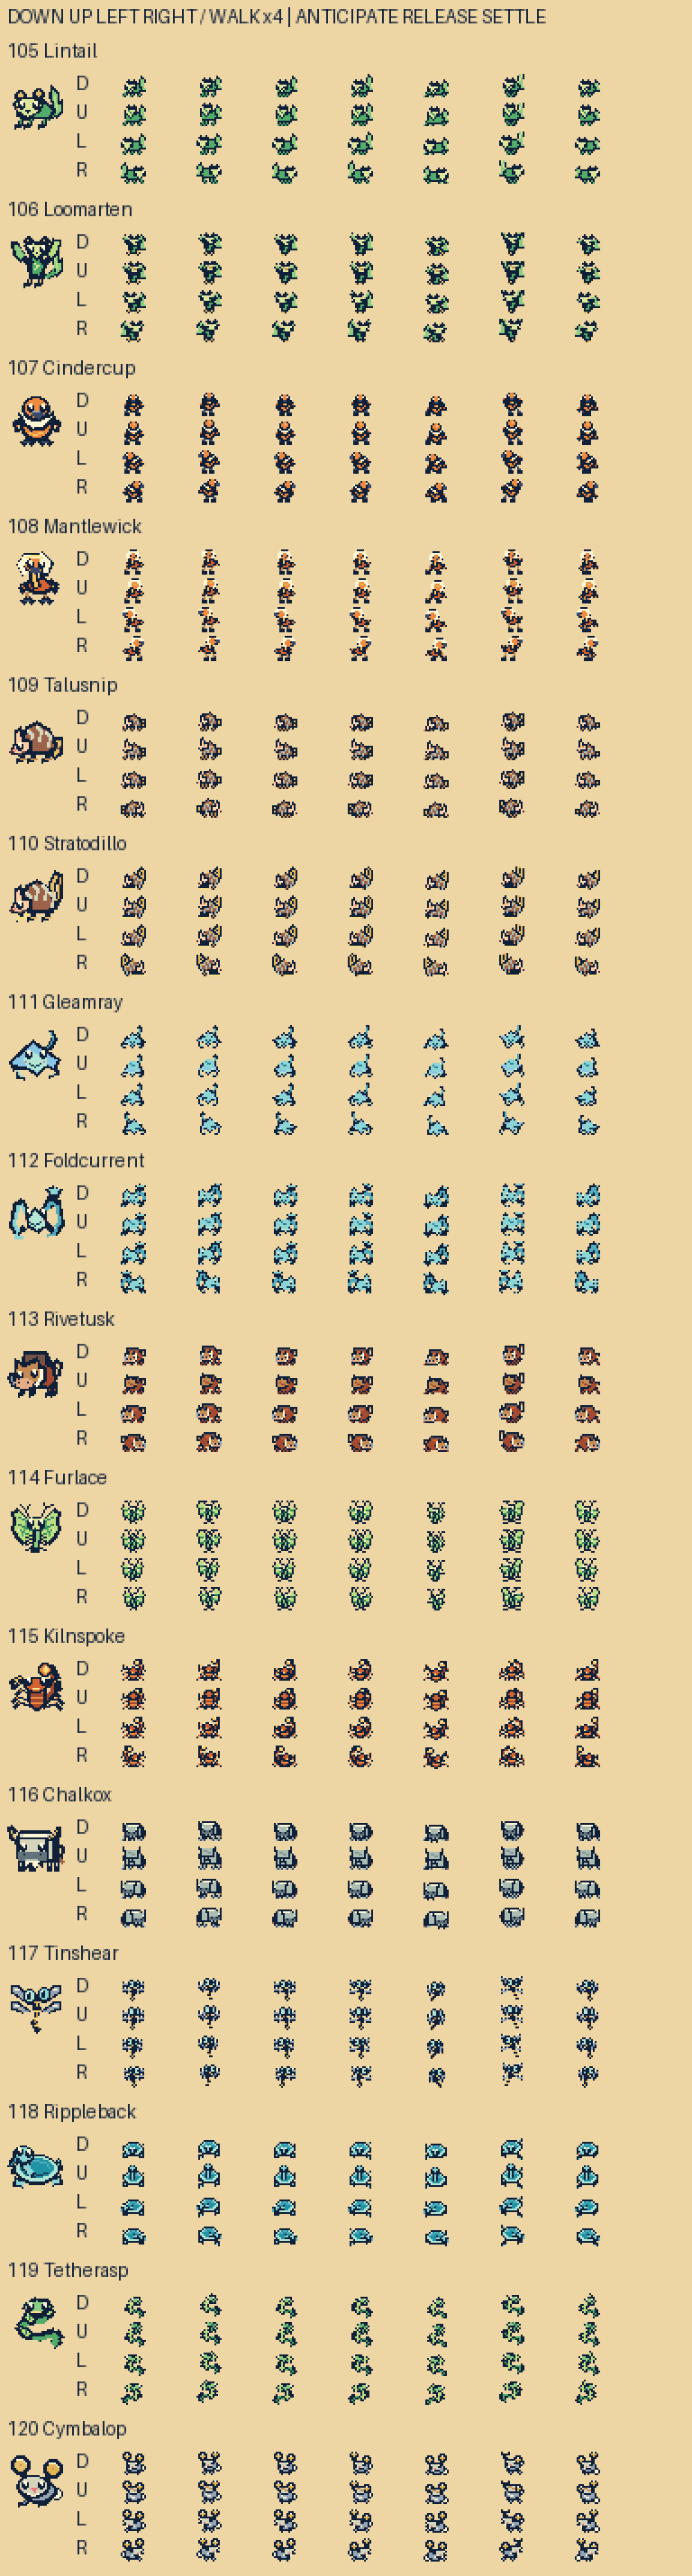 DOWN UP LEFT RIGHT / WALK x4 | ANTICIPATE RELEASE SETTLE
105 Lintail
D
U
L
R
106 Loomarten
D
U
L
R
107 Cindercup
D
U
L
R
108 Mantlewick
D
U
L
R
109 Talusnip
D
U
L
R
110 Stratodillo
D
U
L
R
111 Gleamray
D
U
L
R
112 Foldcurrent
D
U
L
R
113 Rivetusk
D
U
L
R
114 Furlace
D
U
L
R
115 Kilnspoke
D
U
L
R
116 Chalkox
D
U
L
R
117 Tinshear
D
U
L
R
118 Rippleback
D
U
L
R
119 Tetherasp
D
U
L
R
120 Cymbalop
D
U
L
R